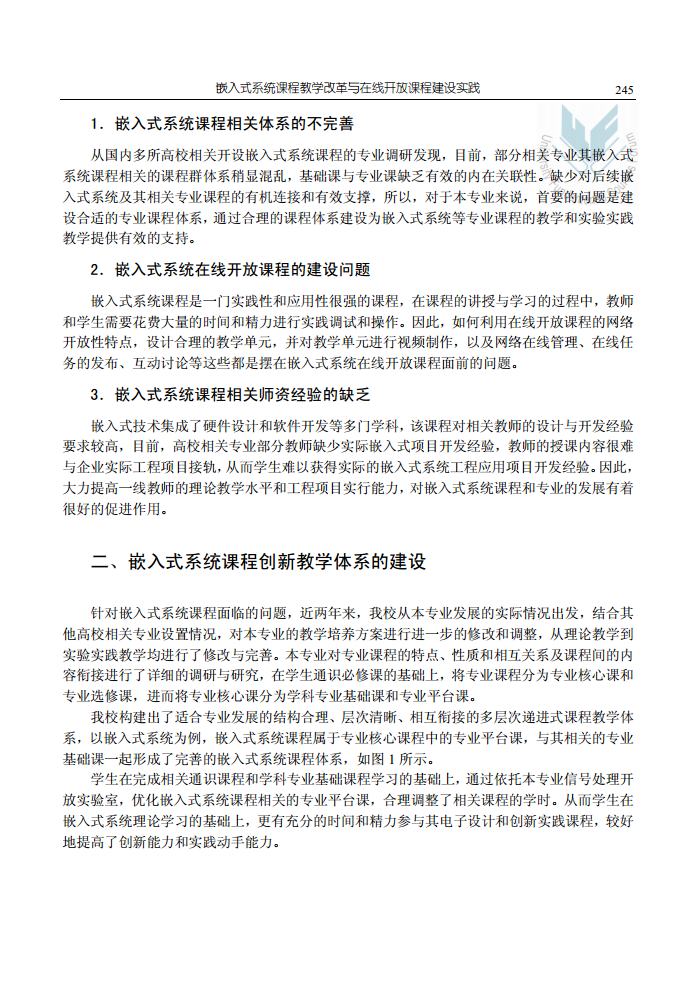 嵌入式系统课程教学改革与在线开放课程建设实践 245
1．嵌入式系统课程相关体系的不完善
从国内多所高校相关开设嵌入式系统课程的专业调研发现，目前，部分相关专业其嵌入式
系统课程相关的课程群体系稍显混乱，基础课与专业课缺乏有效的内在关联性。缺少对后续嵌
入式系统及其相关专业课程的有机连接和有效支撑，所以，对于本专业来说，首要的问题是建
设合适的专业课程体系，通过合理的课程体系建设为嵌入式系统等专业课程的教学和实验实践
教学提供有效的支持。
2．嵌入式系统在线开放课程的建设问题
嵌入式系统课程是一门实践性和应用性很强的课程，在课程的讲授与学习的过程中，教师
和学生需要花费大量的时间和精力进行实践调试和操作。因此，如何利用在线开放课程的网络
开放性特点，设计合理的教学单元，并对教学单元进行视频制作，以及网络在线管理、在线任
务的发布、互动讨论等这些都是摆在嵌入式系统在线开放课程面前的问题。
3．嵌入式系统课程相关师资经验的缺乏
嵌入式技术集成了硬件设计和软件开发等多门学科，该课程对相关教师的设计与开发经验
要求较高，目前，高校相关专业部分教师缺少实际嵌入式项目开发经验，教师的授课内容很难
与企业实际工程项目接轨，从而学生难以获得实际的嵌入式系统工程应用项目开发经验。因此，
大力提高一线教师的理论教学水平和工程项目实行能力，对嵌入式系统课程和专业的发展有着
很好的促进作用。
二、嵌入式系统课程创新教学体系的建设
针对嵌入式系统课程面临的问题，近两年来，我校从本专业发展的实际情况出发，结合其
他高校相关专业设置情况，对本专业的教学培养方案进行进一步的修改和调整，从理论教学到
实验实践教学均进行了修改与完善。本专业对专业课程的特点、性质和相互关系及课程间的内
容衔接进行了详细的调研与研究，在学生通识必修课的基础上，将专业课程分为专业核心课和
专业选修课，进而将专业核心课分为学科专业基础课和专业平台课。
我校构建出了适合专业发展的结构合理、层次清晰、相互衔接的多层次递进式课程教学体
系，以嵌入式系统为例，嵌入式系统课程属于专业核心课程中的专业平台课，与其相关的专业
基础课一起形成了完善的嵌入式系统课程体系，如图 1 所示。
学生在完成相关通识课程和学科专业基础课程学习的基础上，通过依托本专业信号处理开
放实验室，优化嵌入式系统课程相关的专业平台课，合理调整了相关课程的学时。从而学生在
嵌入式系统理论学习的基础上，更有充分的时间和精力参与其电子设计和创新实践课程，较好
地提高了创新能力和实践动手能力。